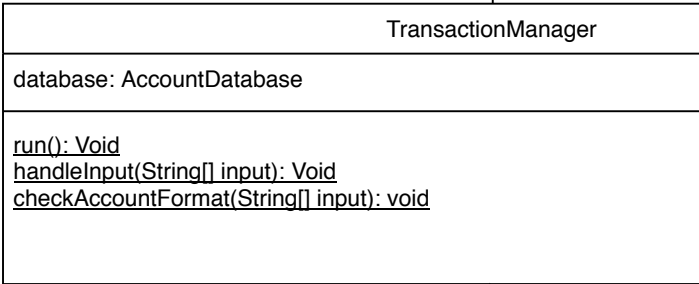 TransactionManager
database: AccountDatabase
run(): Void
handleInput(String[] input): Void
checkAccountFormat(String[] input): void